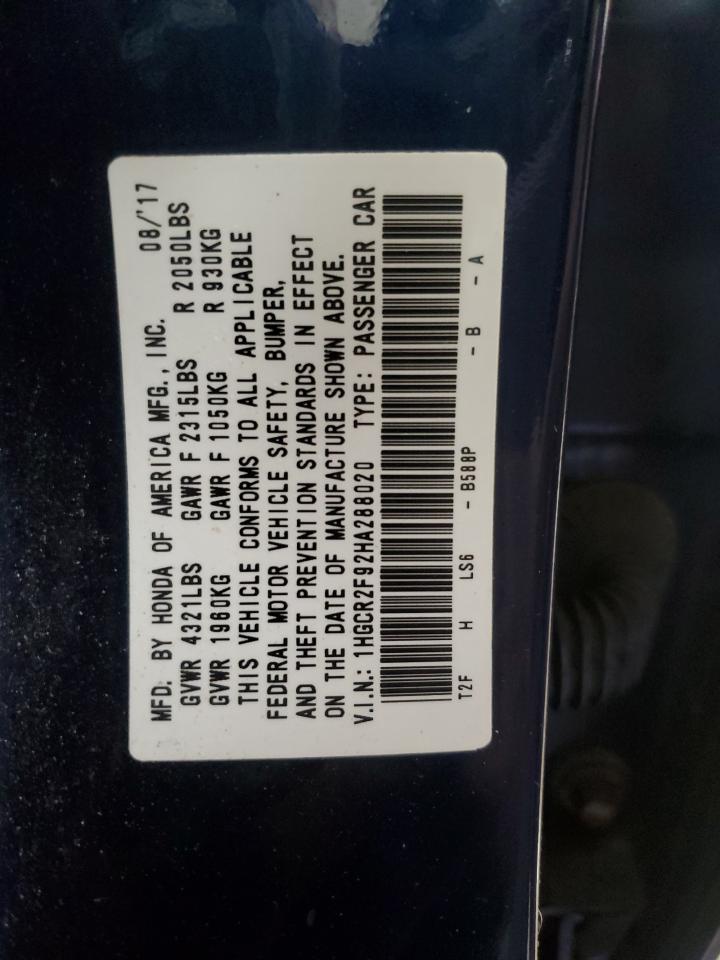 MFD. BY HONDA OF AMERICA MFG., INC. 08/'17
GVWR 4321LBS GAWR F 2315LBS R 2050LBS
GVWR 1960KG GAWR F 1050KG R 930KG
THIS VEHICLE CONFORMS TO ALL APPLICABLE
FEDERAL MOTOR VEHICLE SAFETY, BUMPER,
AND THEFT PREVENTION STANDARDS IN EFFECT
ON THE DATE OF MANUFACTURE SHOWN ABOVE.
V.I.N.: 1HGCR2F92HA288020 TYPE: PASSENGER CAR
T2F H LS6 - B588P - B - A